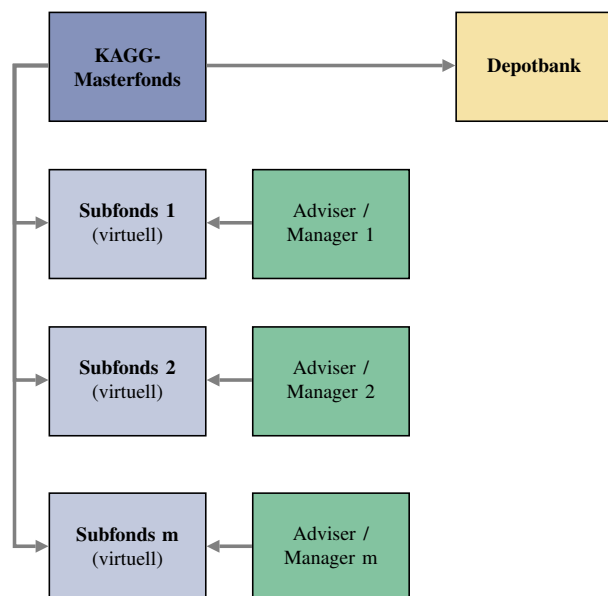 KAGG-
Masterfonds
Depotbank
Subfonds 1
(virtuell)
Adviser /
Manager 1
Subfonds 2
(virtuell)
Adviser /
Manager 2
Subfonds m
(virtuell)
Adviser /
Manager m